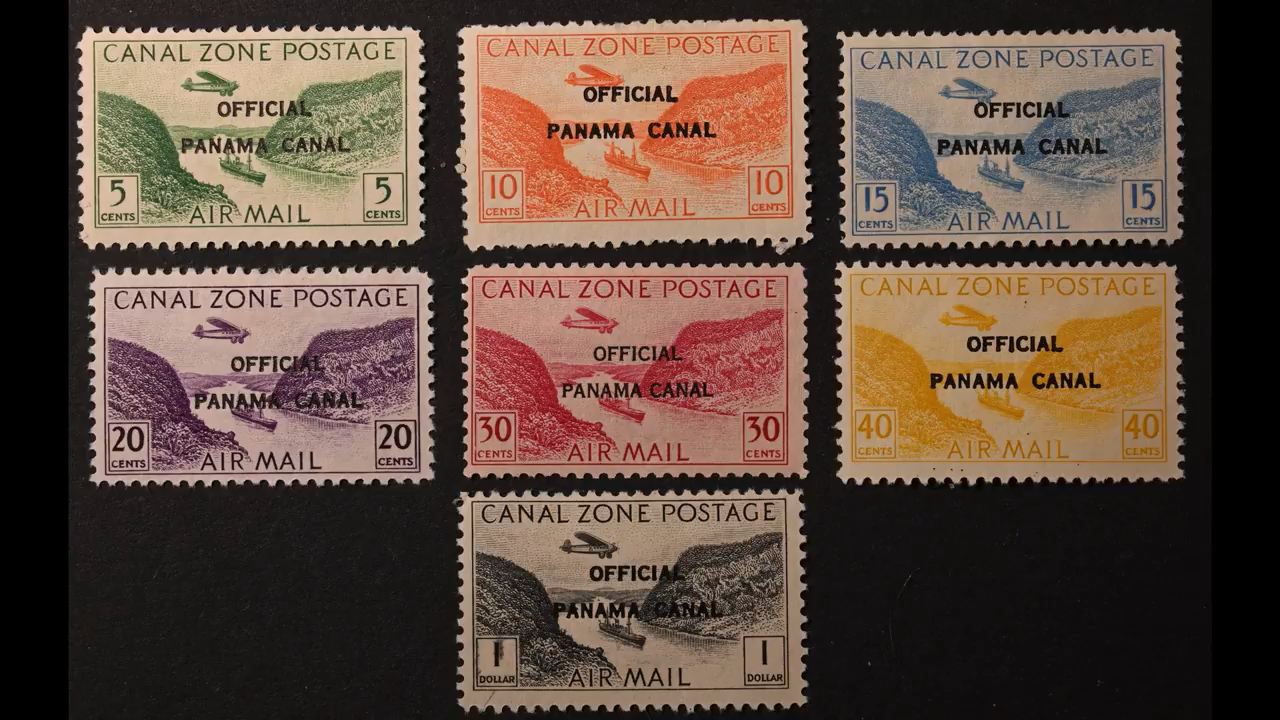 CANAL ZONE POSTAGE
OFFICIAL
PANAMA CANAL
5 CENTS
AIR MAIL
5 CENTS
CANAL ZONE POSTAGE
OFFICIAL
PANAMA CANAL
10 CENTS
AIR MAIL
10 CENTS
CANAL ZONE POSTAGE
OFFICIAL
PANAMA CANAL
15 CENTS
AIR MAIL
15 CENTS
CANAL ZONE POSTAGE
OFFICIAL
PANAMA CANAL
20 CENTS
AIR MAIL
20 CENTS
CANAL ZONE POSTAGE
OFFICIAL
PANAMA CANAL
30 CENTS
AIR MAIL
30 CENTS
CANAL ZONE POSTAGE
OFFICIAL
PANAMA CANAL
40 CENTS
AIR MAIL
40 CENTS
CANAL ZONE POSTAGE
OFFICIAL
PANAMA CANAL
1 DOLLAR
AIR MAIL
1 DOLLAR